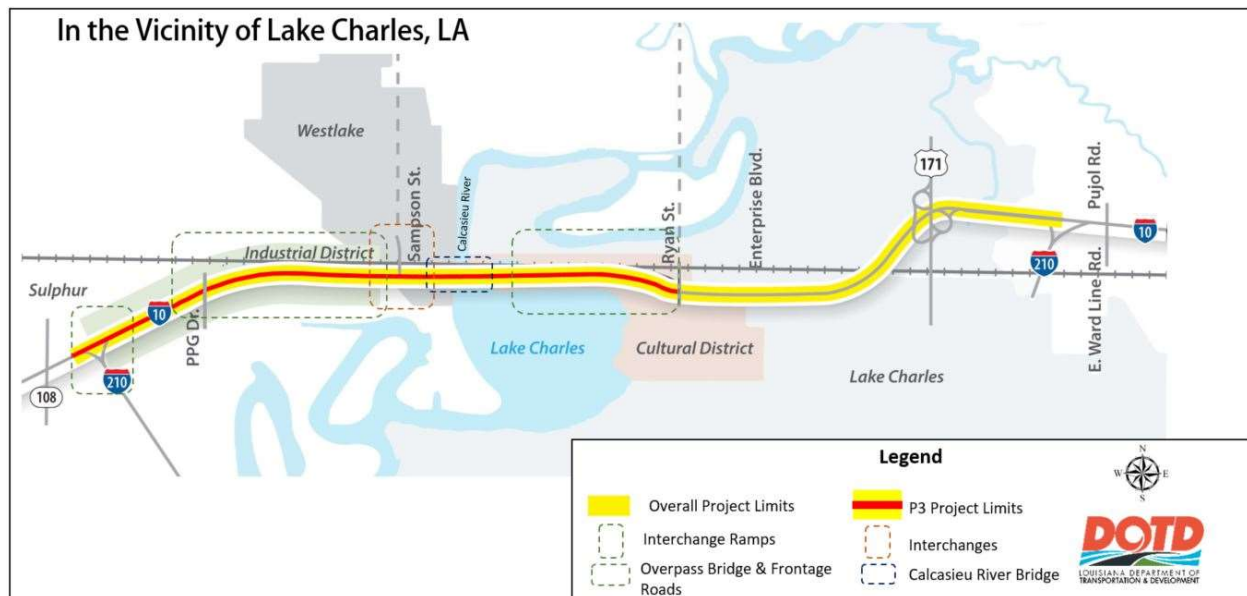 In the Vicinity of Lake Charles, LA
Westlake
Sampson St.
Calcasieu River
Ryan St.
Enterprise Blvd.
171
Pujol Rd.
10
210
E. Ward Line Rd.
Industrial District
Sulphur
10
PPG Dr.
210
108
Lake Charles
Cultural District
Lake Charles
Legend
Overall Project Limits
P3 Project Limits
Interchange Ramps
Interchanges
Overpass Bridge & Frontage
Roads
Calcasieu River Bridge
N
W
E
S
DOTD
LOUISIANA DEPARTMENT OF
TRANSPORTATION & DEVELOPMENT